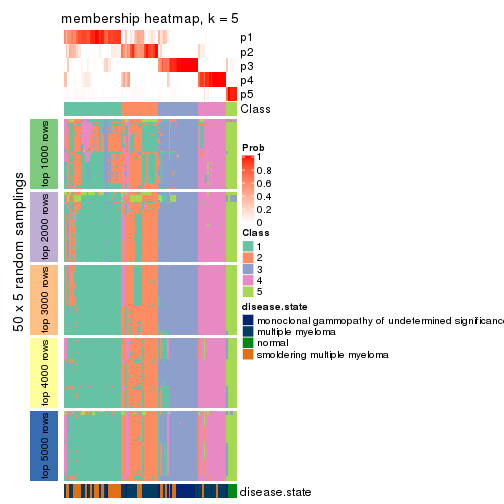 membership heatmap, k = 5
p1
p2
p3
p4
p5
Class
50 x 5 random samplings
top 1000 rows
top 2000 rows
top 3000 rows
top 4000 rows
top 5000 rows
Prob
1
0.8
0.6
0.4
0.2
0
Class
1
2
3
4
5
disease.state
monoclonal gammopathy of undetermined significance
multiple myeloma
normal
smoldering multiple myeloma
disease.state